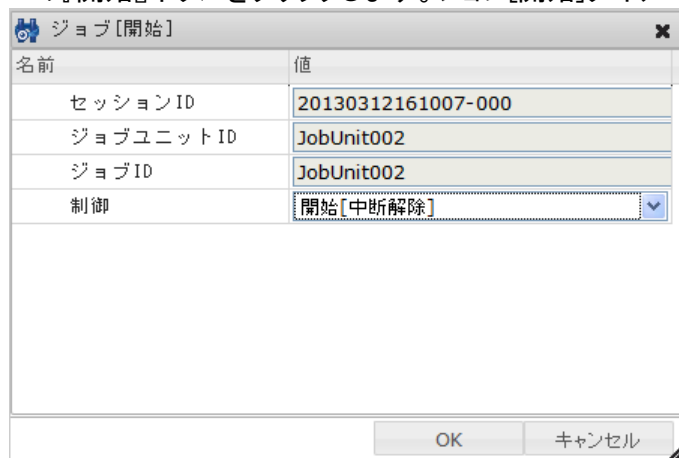 ジョブ[開始]
名前 値
セッションID 20130312161007-000
ジョブユニットID JobUnit002
ジョブID JobUnit002
制御 開始[中断解除]
OK キャンセル